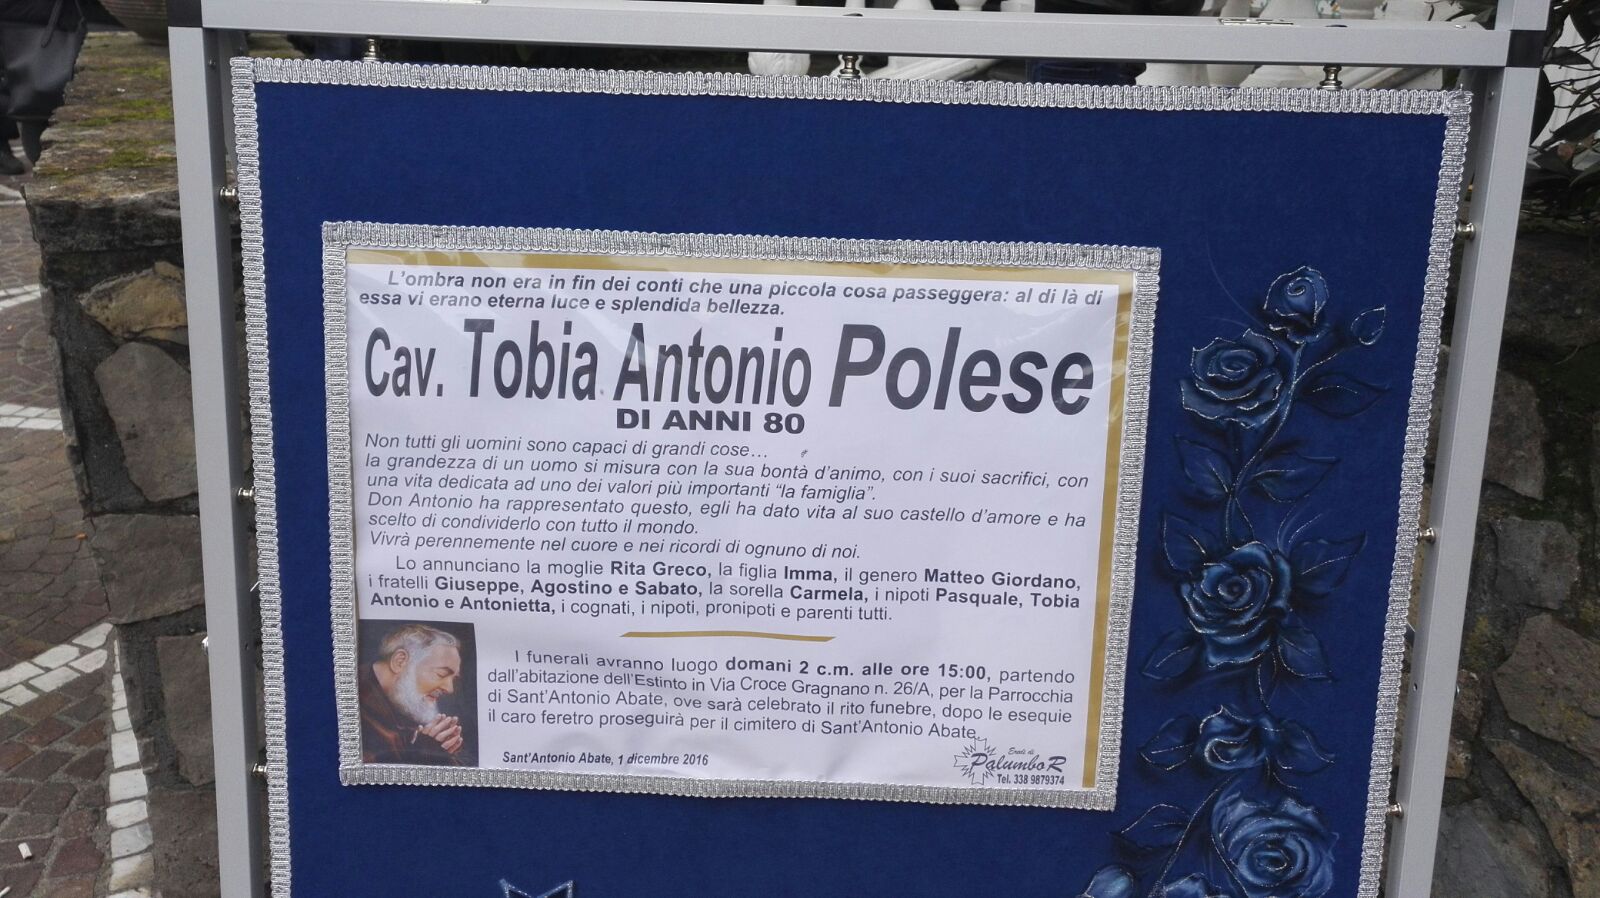 L'ombra non era in fin dei conti che una piccola cosa passeggera: al di là di
essa vi erano eterna luce e splendida bellezza.
Cav. Tobia Antonio Polese
DI ANNI 80
Non tutti gli uomini sono capaci di grandi cose...
la grandezza di un uomo si misura con la sua bontà d'animo, con i suoi sacrifici, con
una vita dedicata ad uno dei valori più importanti "la famiglia".
Don Antonio ha rappresentato questo, egli ha dato vita al suo castello d'amore e ha
scelto di condividerlo con tutto il mondo.
Vivrà perennemente nel cuore e nei ricordi di ognuno di noi.
Lo annunciano la moglie Rita Greco, la figlia Imma, il genero Matteo Giordano,
i fratelli Giuseppe, Agostino e Sabato, la sorella Carmela, i nipoti Pasquale, Tobia
Antonio e Antonietta, i cognati, i nipoti, pronipoti e parenti tutti.
I funerali avranno luogo domani 2 c.m. alle ore 15:00, partendo
dall'abitazione dell'Estinto in Via Croce Gragnano n. 26/A, per la Parrocchia
di Sant'Antonio Abate, ove sarà celebrato il rito funebre, dopo le esequie
il caro feretro proseguirà per il cimitero di Sant'Antonio Abate.
Sant'Antonio Abate, 1 dicembre 2016
Eredi di
Palumbo R
Tel. 338 9879374